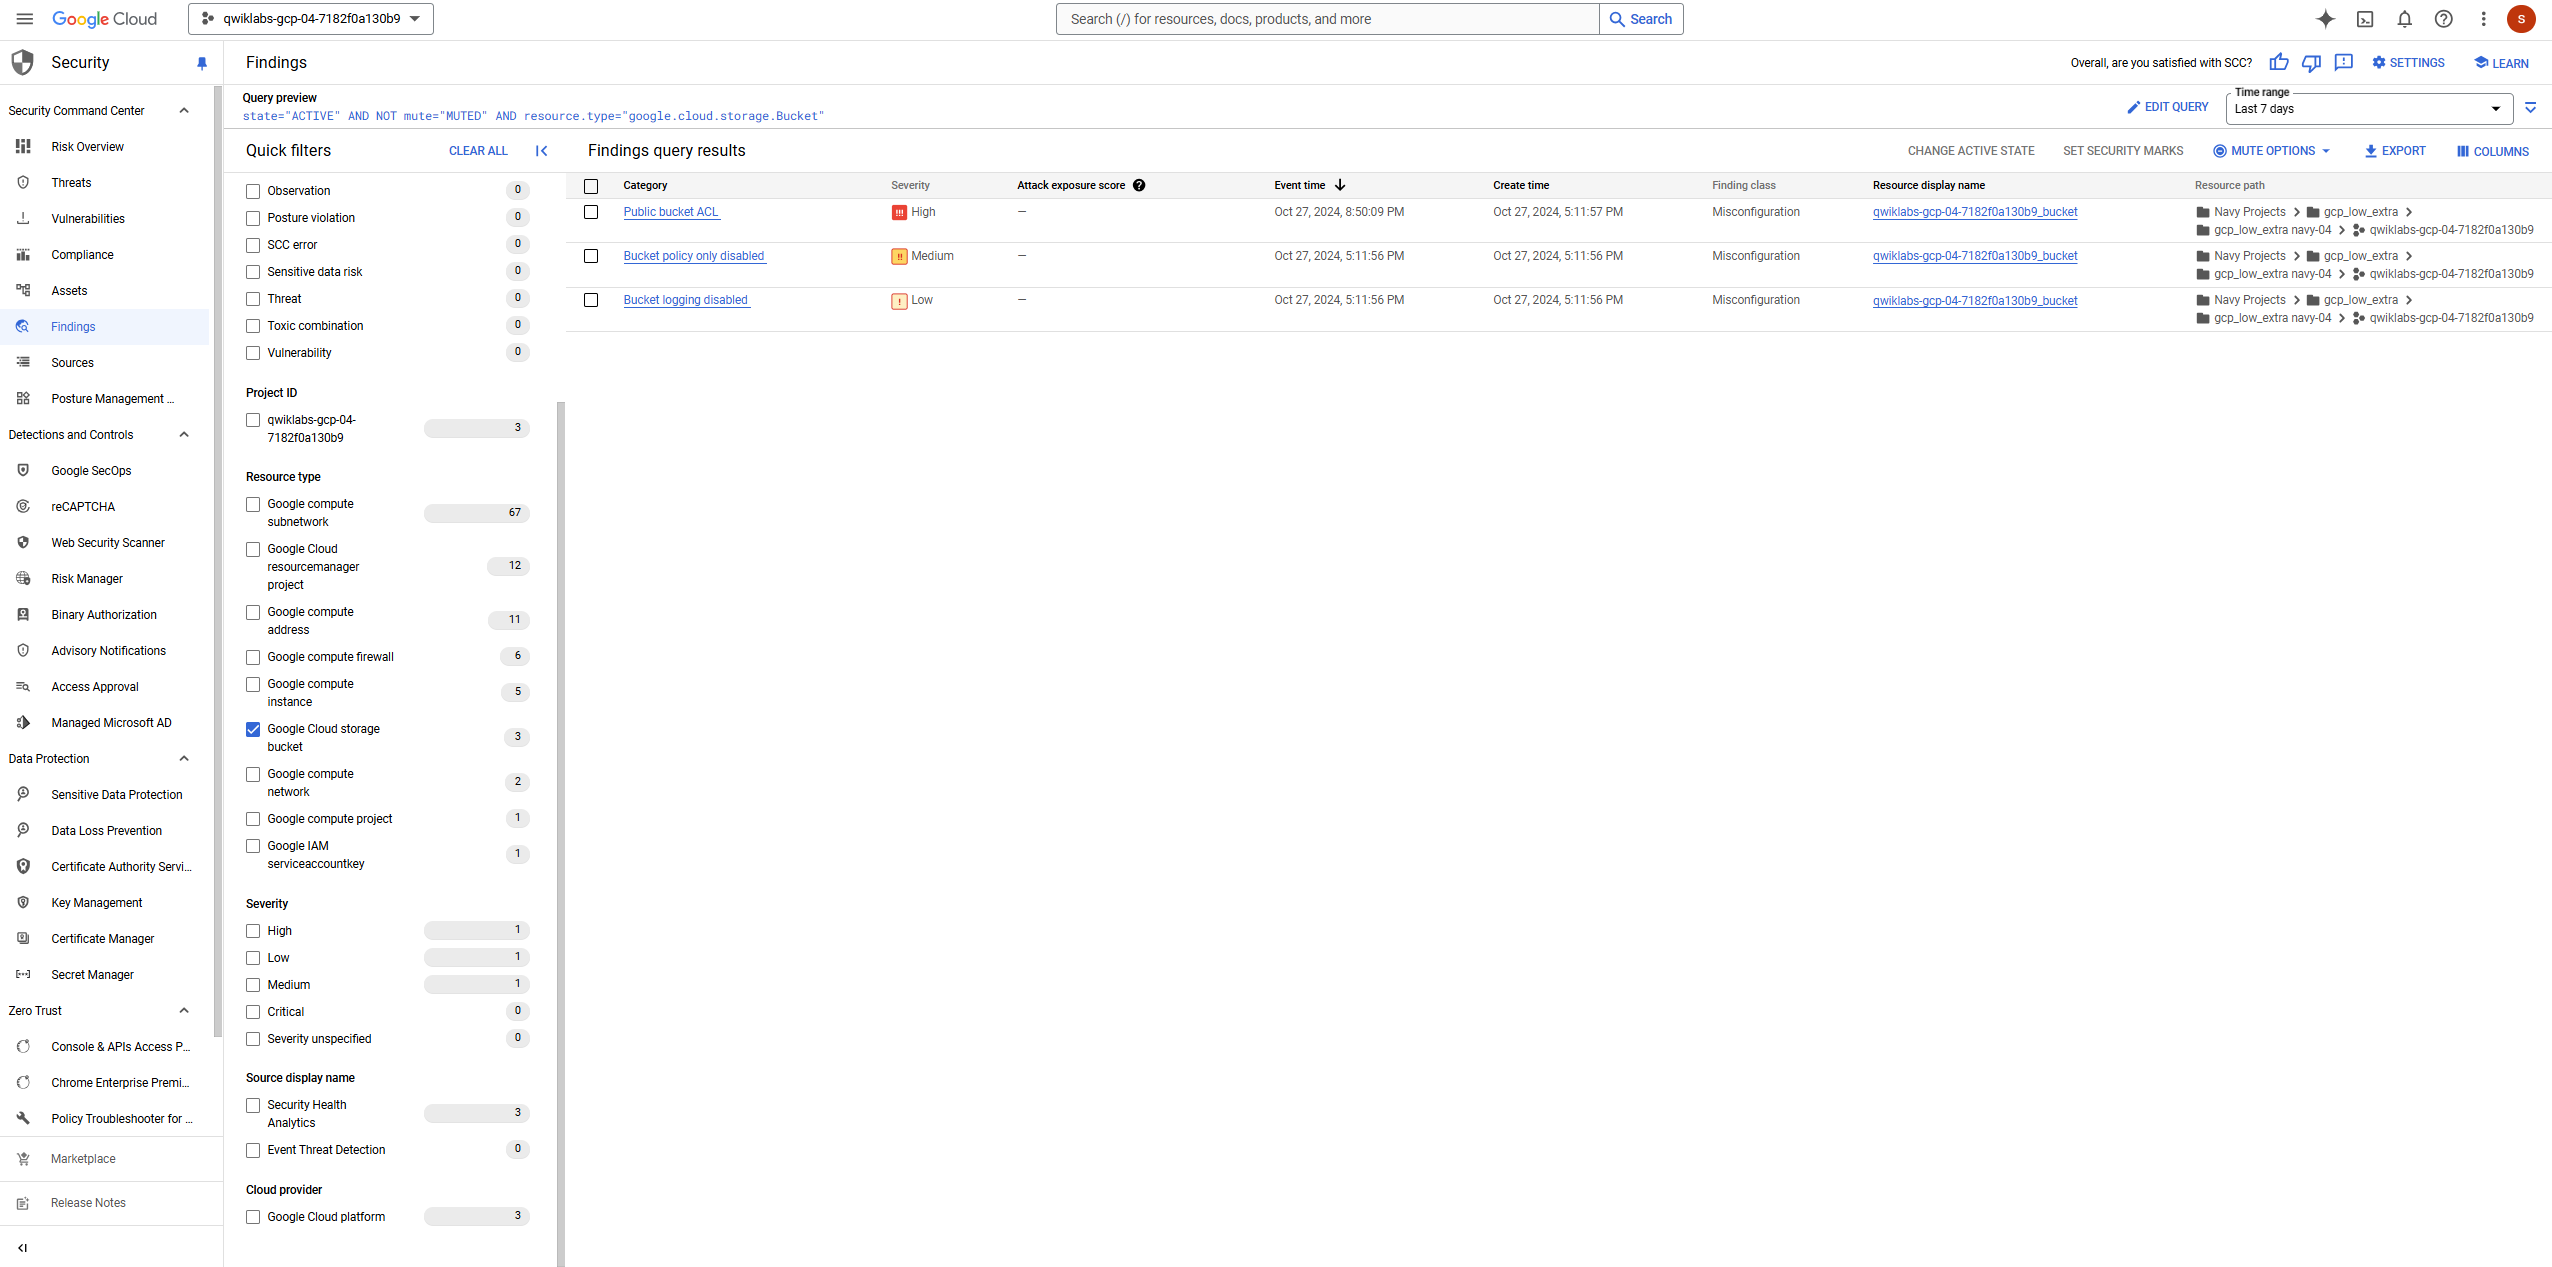 Google Cloud
qwiklabs-gcp-04-7182f0a130b9
Search (/) for resources, docs, products, and more
Search
S
Security
Findings
Overall, are you satisfied with SCC?
SETTINGS
LEARN
Query preview
state="ACTIVE" AND NOT mute="MUTED" AND resource.type="google.cloud.storage.Bucket"
EDIT QUERY
Time range
Last 7 days
Security Command Center
Risk Overview
Threats
Vulnerabilities
Compliance
Assets
Findings
Sources
Posture Management ...
Detections and Controls
Google SecOps
reCAPTCHA
Web Security Scanner
Risk Manager
Binary Authorization
Advisory Notifications
Access Approval
Managed Microsoft AD
Data Protection
Sensitive Data Protection
Data Loss Prevention
Certificate Authority Servi...
Key Management
Certificate Manager
Secret Manager
Zero Trust
Console & APIs Access P...
Chrome Enterprise Premi...
Policy Troubleshooter for ...
Marketplace
Release Notes
Quick filters
CLEAR ALL
Observation 0
Posture violation 0
SCC error 0
Sensitive data risk 0
Threat 0
Toxic combination 0
Vulnerability 0
Project ID
qwiklabs-gcp-04-
7182f0a130b9 3
Resource type
Google compute
subnetwork 67
Google Cloud
resourcemanager 12
project
Google compute
address 11
Google compute firewall 6
Google compute
instance 5
Google Cloud storage
bucket 3
Google compute
network 2
Google compute project 1
Google IAM
serviceaccountkey 1
Severity
High 1
Low 1
Medium 1
Critical 0
Severity unspecified 0
Source display name
Security Health
Analytics 3
Event Threat Detection 0
Cloud provider
Google Cloud platform 3
Findings query results
CHANGE ACTIVE STATE
SET SECURITY MARKS
MUTE OPTIONS
EXPORT
COLUMNS
Category Severity Attack exposure score Event time Create time Finding class Resource display name Resource path
Public bucket ACL High — Oct 27, 2024, 8:50:09 PM Oct 27, 2024, 5:11:57 PM Misconfiguration qwiklabs-gcp-04-7182f0a130b9_bucket Navy Projects > gcp_low_extra >
gcp_low_extra navy-04 > qwiklabs-gcp-04-7182f0a130b9
Bucket policy only disabled Medium — Oct 27, 2024, 5:11:56 PM Oct 27, 2024, 5:11:56 PM Misconfiguration qwiklabs-gcp-04-7182f0a130b9_bucket Navy Projects > gcp_low_extra >
gcp_low_extra navy-04 > qwiklabs-gcp-04-7182f0a130b9
Bucket logging disabled Low — Oct 27, 2024, 5:11:56 PM Oct 27, 2024, 5:11:56 PM Misconfiguration qwiklabs-gcp-04-7182f0a130b9_bucket Navy Projects > gcp_low_extra >
gcp_low_extra navy-04 > qwiklabs-gcp-04-7182f0a130b9